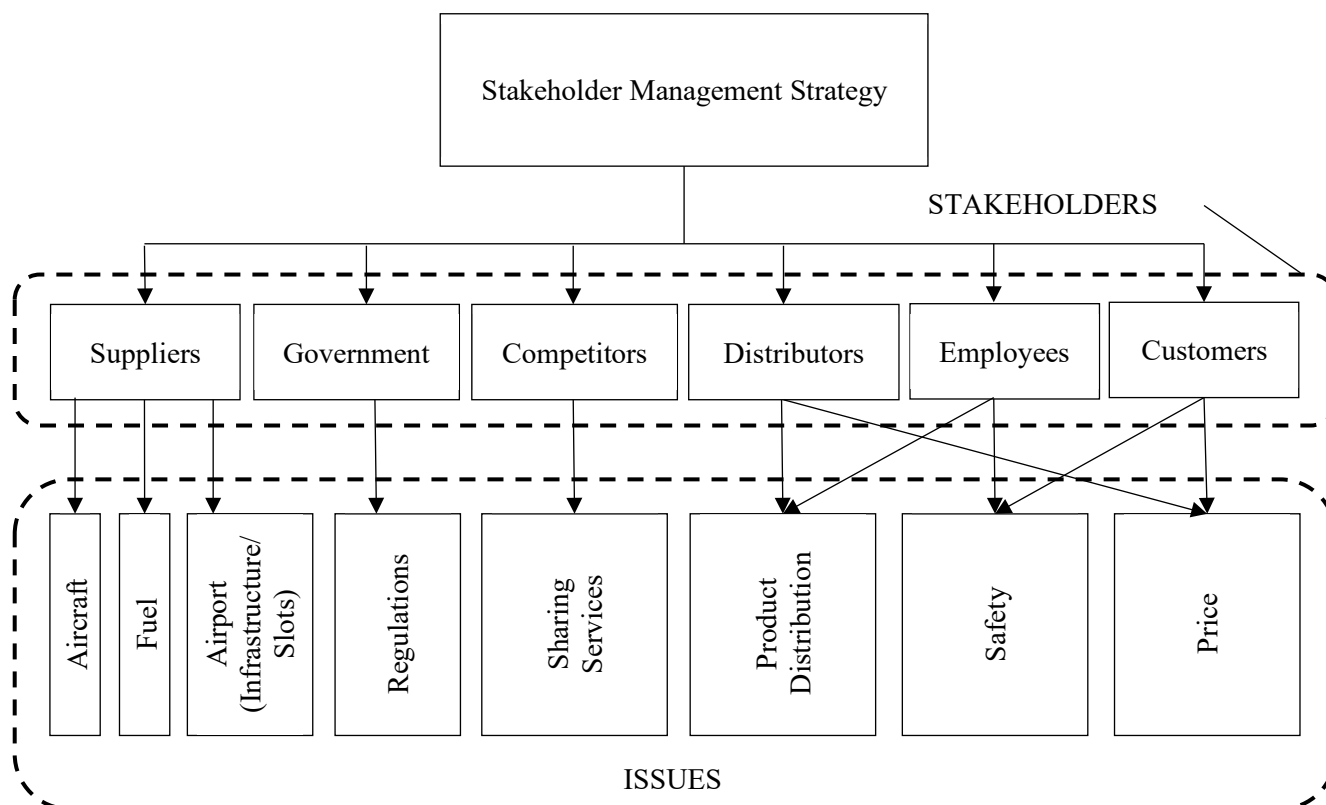 Stakeholder Management Strategy
STAKEHOLDERS
Suppliers
Government
Competitors
Distributors
Employees
Customers
Aircraft
Fuel
Airport
(Infrastructure/
Slots)
Regulations
Sharing
Services
Product
Distribution
Safety
Price
ISSUES